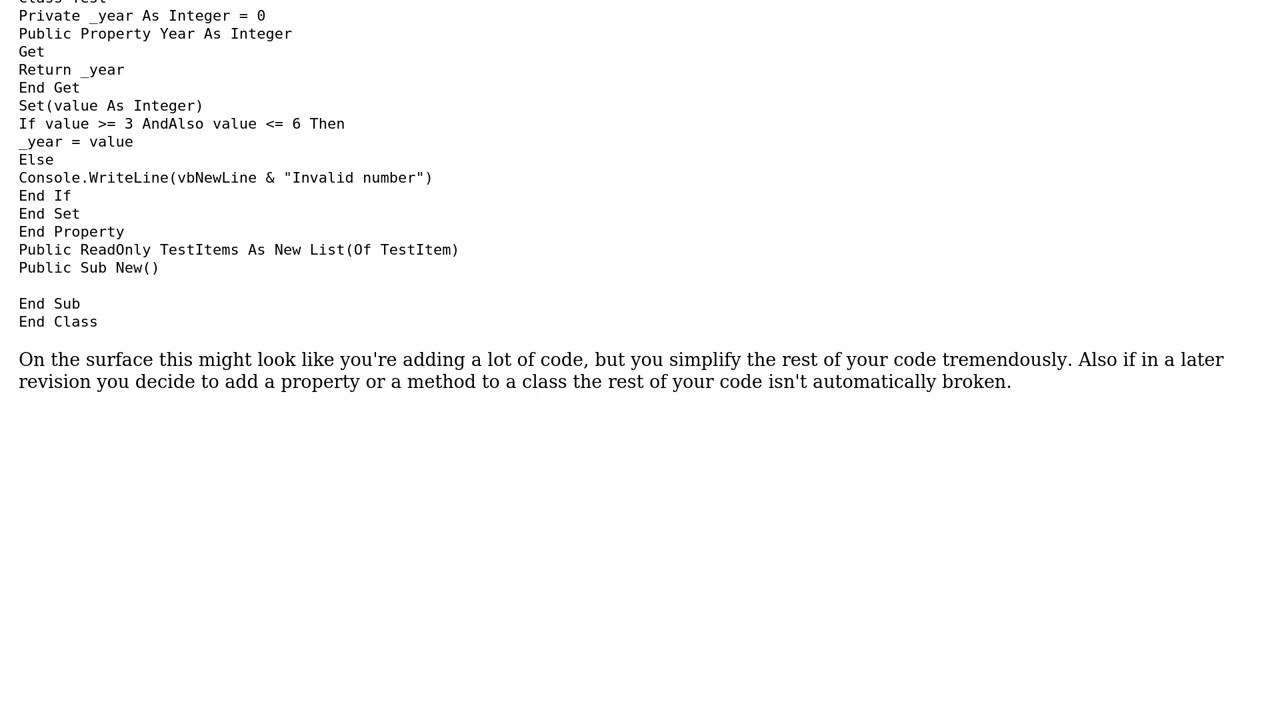 Class Test
Private _year As Integer = 0
Public Property Year As Integer
Get
Return _year
End Get
Set(value As Integer)
If value >= 3 AndAlso value <= 6 Then
_year = value
Else
Console.WriteLine(vbNewLine & "Invalid number")
End If
End Set
End Property
Public ReadOnly TestItems As New List(Of TestItem)
Public Sub New()
End Sub
End Class
On the surface this might look like you're adding a lot of code, but you simplify the rest of your code tremendously. Also if in a later
revision you decide to add a property or a method to a class the rest of your code isn't automatically broken.